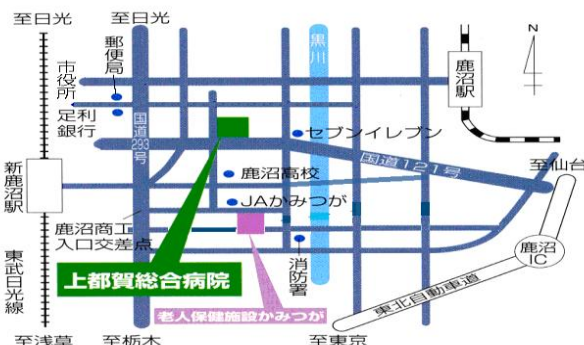 至日光
至日光
N
郵便局
市役所
黒川
鹿沼駅
足利銀行
国道293号
セブンイレブン
国道121号
至仙台
新鹿沼駅
鹿沼高校
JAかみつが
鹿沼商工入口交差点
鹿沼IC
上都賀総合病院
消防署
東武日光線
東北自動車道
老人保健施設かみつが
至浅草
至栃木
至東京